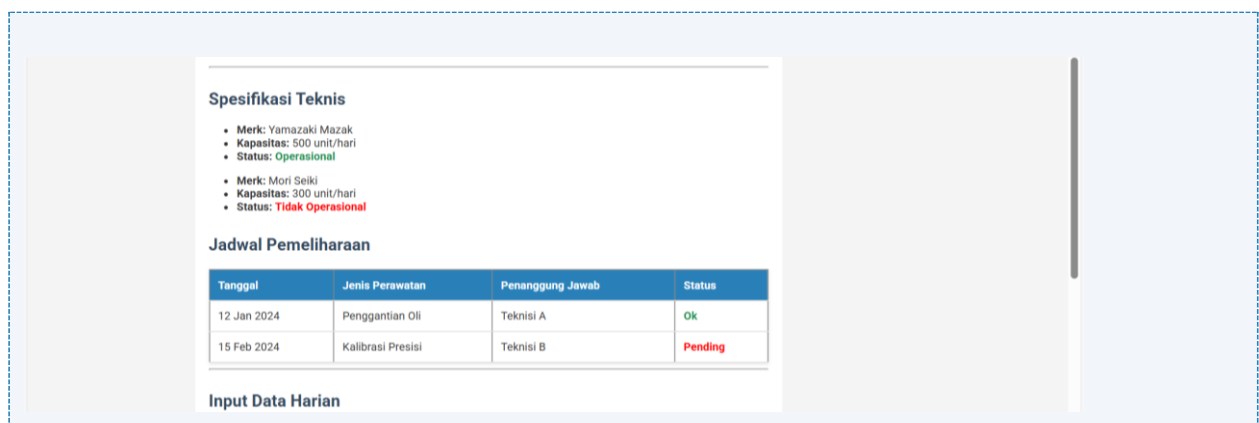 Spesifikasi Teknis
• Merk: Yamazaki Mazak
• Kapasitas: 500 unit/hari
• Status: Operasional
• Merk: Mori Seiki
• Kapasitas: 300 unit/hari
• Status: Tidak Operasional
Jadwal Pemeliharaan
Tanggal Jenis Perawatan Penanggung Jawab Status
12 Jan 2024 Penggantian Oli Teknisi A Ok
15 Feb 2024 Kalibrasi Presisi Teknisi B Pending
Input Data Harian